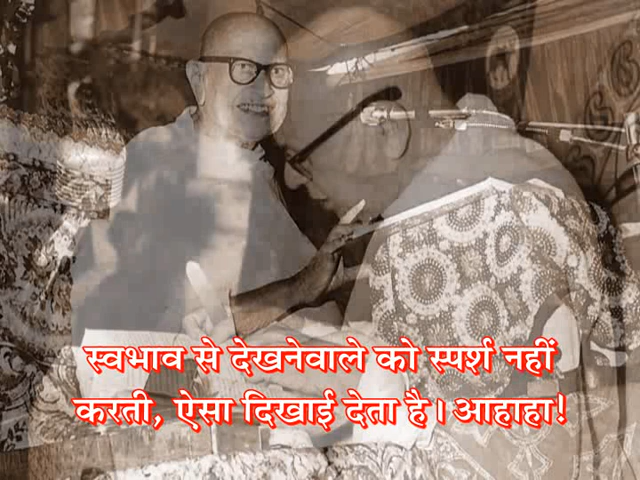 स्वभाव से देखनेवाले को स्पर्श नहीं
करती, ऐसा दिखाई देता है। आहाहा!